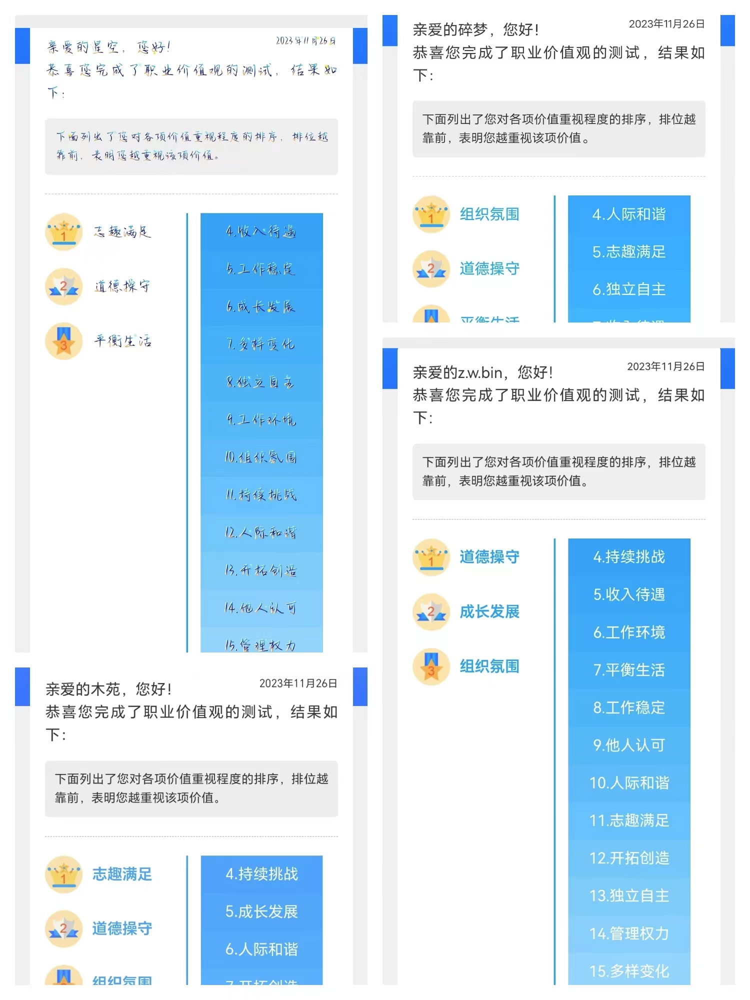 亲爱的星空，您好！
2023年11月26日
恭喜您完成了职业价值观的测试，结果如
下：
下面列出了您对各项价值重视程度的排序，排位越
靠前，表明您越重视该项价值。
1
志趣满足
2
道德操守
3
平衡生活
4.收入待遇
5.工作稳定
6.成长发展
7.多样变化
8.独立自主
9.工作环境
10.组织氛围
11.持续挑战
12.人际和谐
13.开拓创造
14.他人认可
15.管理权力
亲爱的木苑，您好！
2023年11月26日
恭喜您完成了职业价值观的测试，结果如
下：
下面列出了您对各项价值重视程度的排序，排位越
靠前，表明您越重视该项价值。
1
志趣满足
2
道德操守
组织氛围
4.持续挑战
5.成长发展
6.人际和谐
7.开拓创造
亲爱的碎梦，您好！
2023年11月26日
恭喜您完成了职业价值观的测试，结果如
下：
下面列出了您对各项价值重视程度的排序，排位越
靠前，表明您越重视该项价值。
1
组织氛围
2
道德操守
平衡生活
4.人际和谐
5.志趣满足
6.独立自主
7.收入待遇
亲爱的z.w.bin，您好！
2023年11月26日
恭喜您完成了职业价值观的测试，结果如
下：
下面列出了您对各项价值重视程度的排序，排位越
靠前，表明您越重视该项价值。
1
道德操守
2
成长发展
3
组织氛围
4.持续挑战
5.收入待遇
6.工作环境
7.平衡生活
8.工作稳定
9.他人认可
10.人际和谐
11.志趣满足
12.开拓创造
13.独立自主
14.管理权力
15.多样变化